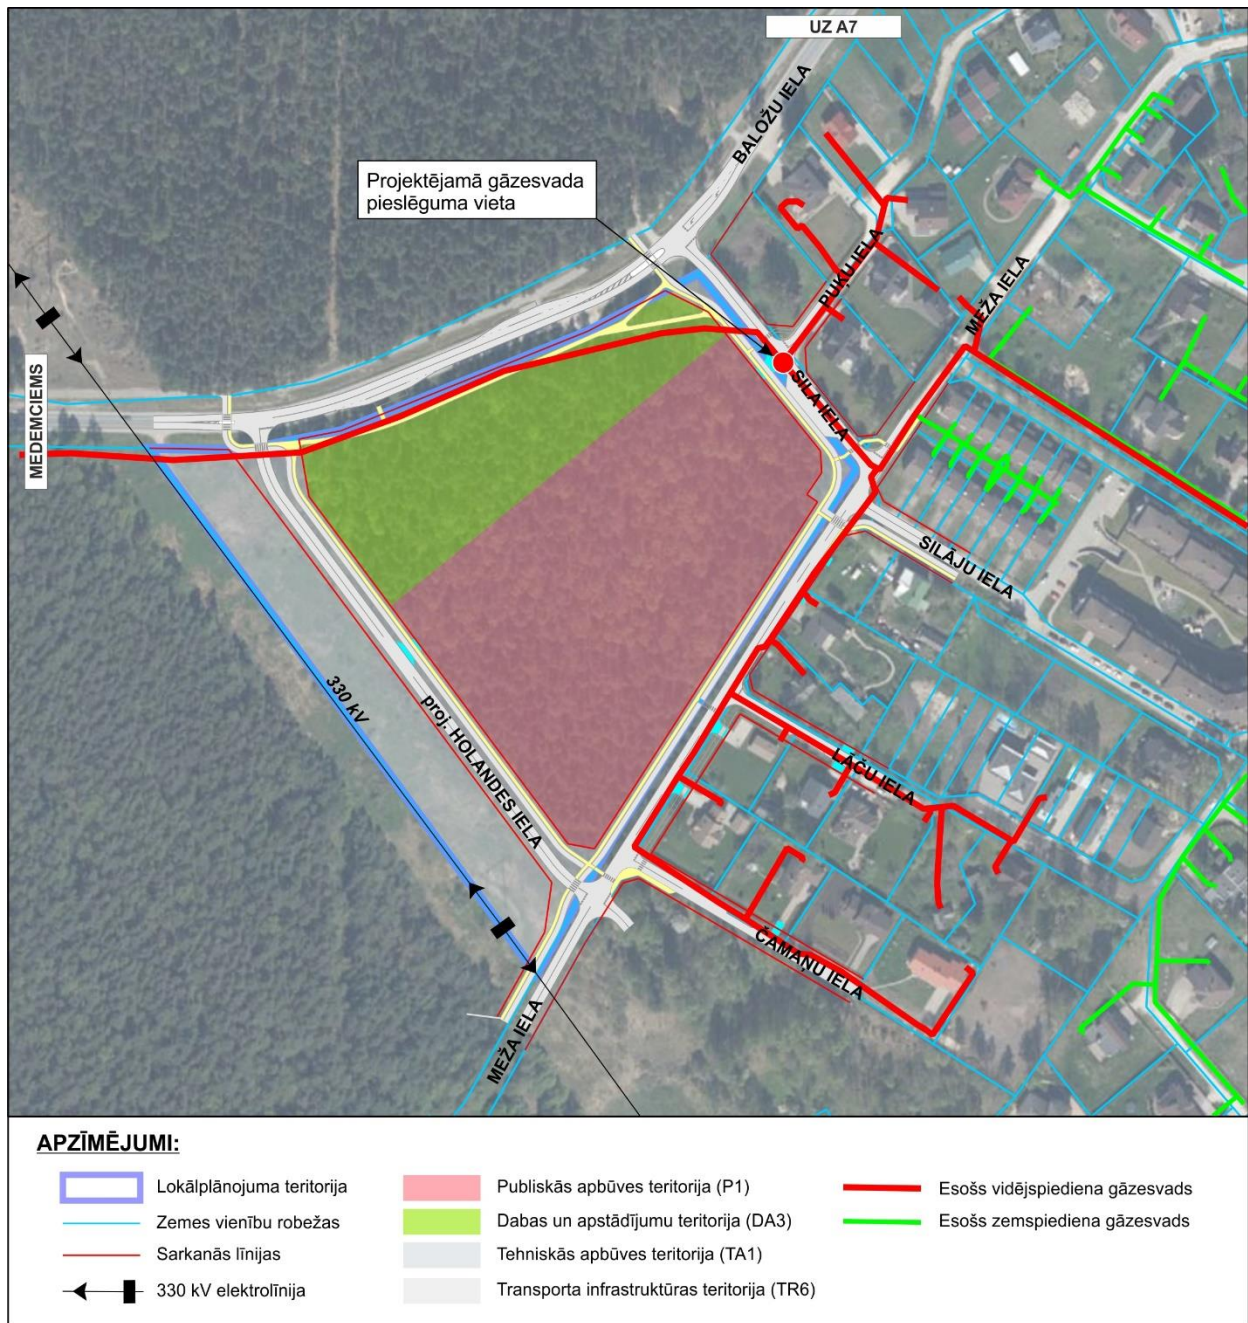 UZ A7
BALOŽU IELA
Projektējamā gāzesvada
pieslēguma vieta
PUĶU IELA
MEŽA IELA
MEDEMCIEMS
SILA IELA
SILĀJU IELA
330 kV
proj. HOLANDES IELA
LĀČU IELA
ČAMAŅU IELA
MEŽA IELA
APZĪMĒJUMI:
Lokālplānojuma teritorija
Zemes vienību robežas
Sarkanās līnijas
330 kV elektrolīnija
Publiskās apbūves teritorija (P1)
Dabas un apstādījumu teritorija (DA3)
Tehniskās apbūves teritorija (TA1)
Transporta infrastruktūras teritorija (TR6)
Esošs vidējspiediena gāzesvads
Esošs zemspiediena gāzesvads